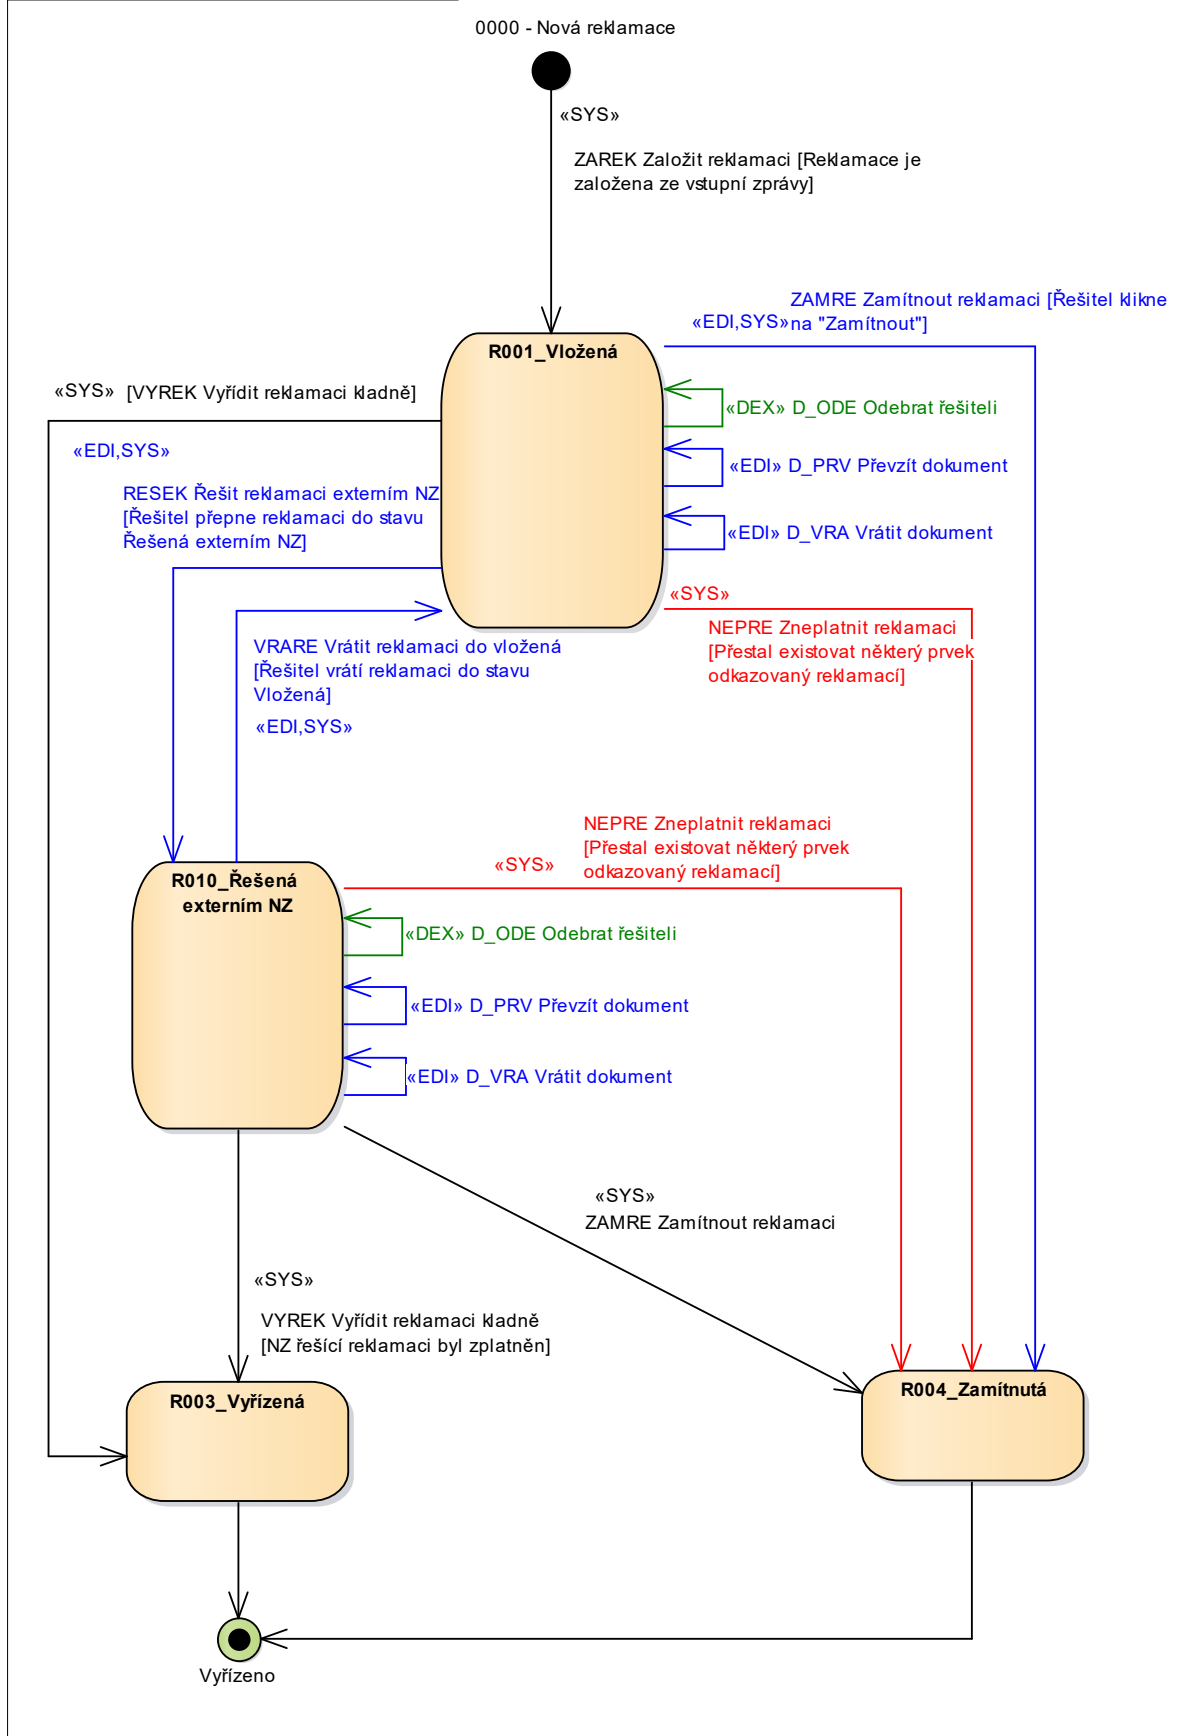 0000 - Nová reklamace
«SYS»
ZAREK Založit reklamaci [Reklamace je
založena ze vstupní zprávy]
ZAMRE Zamítnout reklamaci [Řešitel klikne
na "Zamítnout"]
«EDI,SYS»
R001_Vložená
«SYS»
[VYREK Vyřídit reklamaci kladně]
«DEX» D_ODE Odebrat řešiteli
«EDI,SYS»
«EDI» D_PRV Převzít dokument
RESEK Řešit reklamaci externím NZ
[Řešitel přepne reklamaci do stavu
Řešená externím NZ]
«EDI» D_VRA Vrátit dokument
«SYS»
NEPRE Zneplatnit reklamaci
[Přestal existovat některý prvek
odkazovaný reklamací]
VRARE Vrátit reklamaci do vložená
[Řešitel vrátí reklamaci do stavu
Vložená]
«EDI,SYS»
NEPRE Zneplatnit reklamaci
[Přestal existovat některý prvek
odkazovaný reklamací]
«SYS»
R010_Řešená
externím NZ
«DEX» D_ODE Odebrat řešiteli
«EDI» D_PRV Převzít dokument
«EDI» D_VRA Vrátit dokument
«SYS»
ZAMRE Zamítnout reklamaci
«SYS»
VYREK Vyřídit reklamaci kladně
[NZ řešící reklamaci byl zplatněn]
R003_Vyřízená
R004_Zamítnutá
Vyřízeno